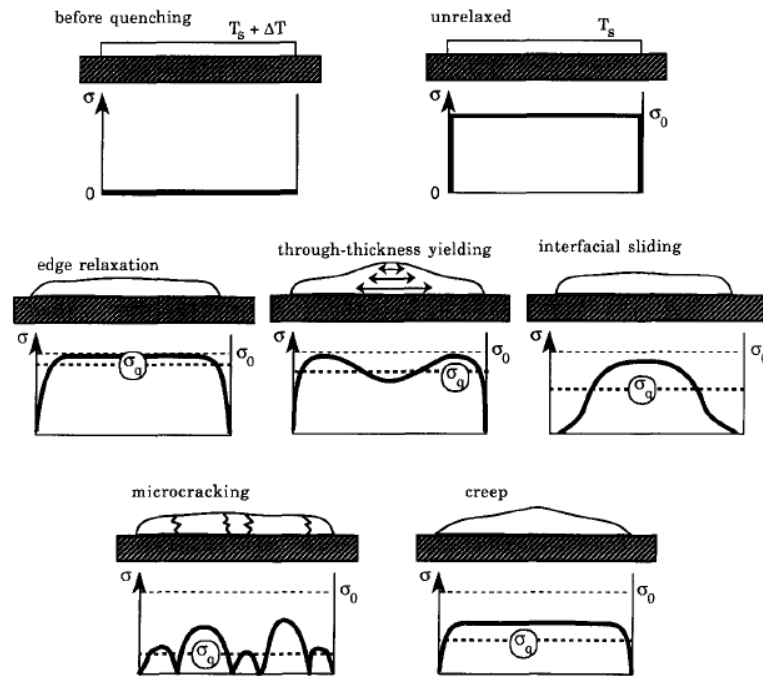 before quenching
T_s + ΔT
σ
0
unrelaxed
T_s
σ
σ_0
edge relaxation
σ
σ_0
σ_q
through-thickness yielding
σ
σ_0
σ_q
interfacial sliding
σ
σ_0
σ_q
microcracking
σ
σ_0
σ_q
creep
σ
σ_0
σ_q